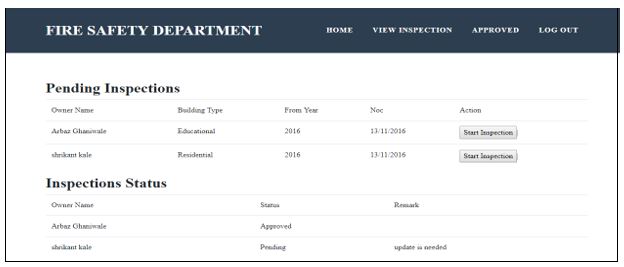 FIRE SAFETY DEPARTMENT HOME VIEW INSPECTION APPROVED LOG OUT
Pending Inspections
Owner Name Building Type From Year Noc Action
Arbaz Ghaniwale Educational 2016 13/11/2016 Start Inspection
shrikant kale Residential 2016 13/11/2016 Start Inspection
Inspections Status
Owner Name Status Remark
Arbaz Ghaniwale Approved
shrikant kale Pending update is needed